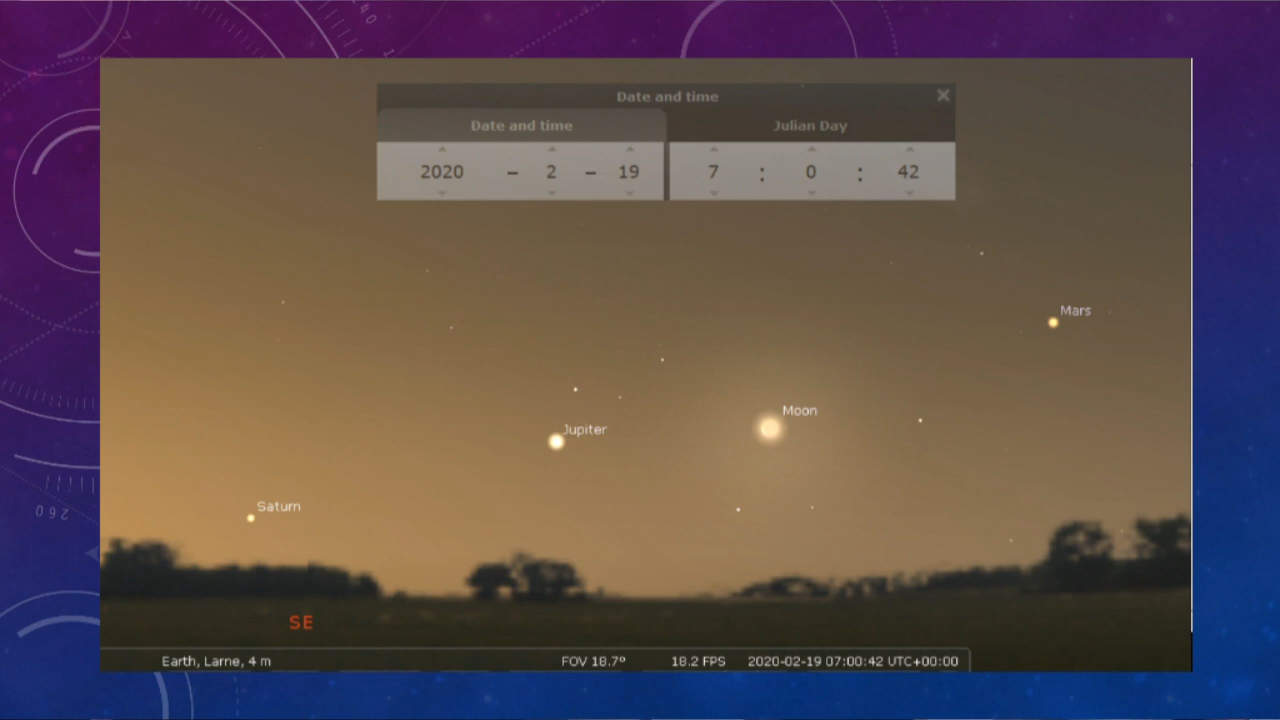 Date and time
Date and time Julian Day
2020 – 2 – 19 7 : 0 : 42
Mars
Moon
Jupiter
Saturn
SE
Earth, Larne, 4 m FOV 18.7° 18.2 FPS 2020-02-19 07:00:42 UTC+00:00
260